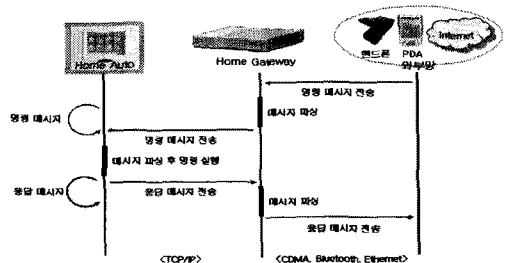 Home Auto
Home Gateway
핸드폰 PDA
Internet
외부망
명령 메시지 전송
메시지 파싱
명령 메시지
명령 메시지 전송
메시지 파싱 후 명령 실행
응답 메시지
응답 메시지 전송
메시지 파싱
응답 메시지 전송
<TCP/IP>
<CDMA, Bluetooth, Ethernet>